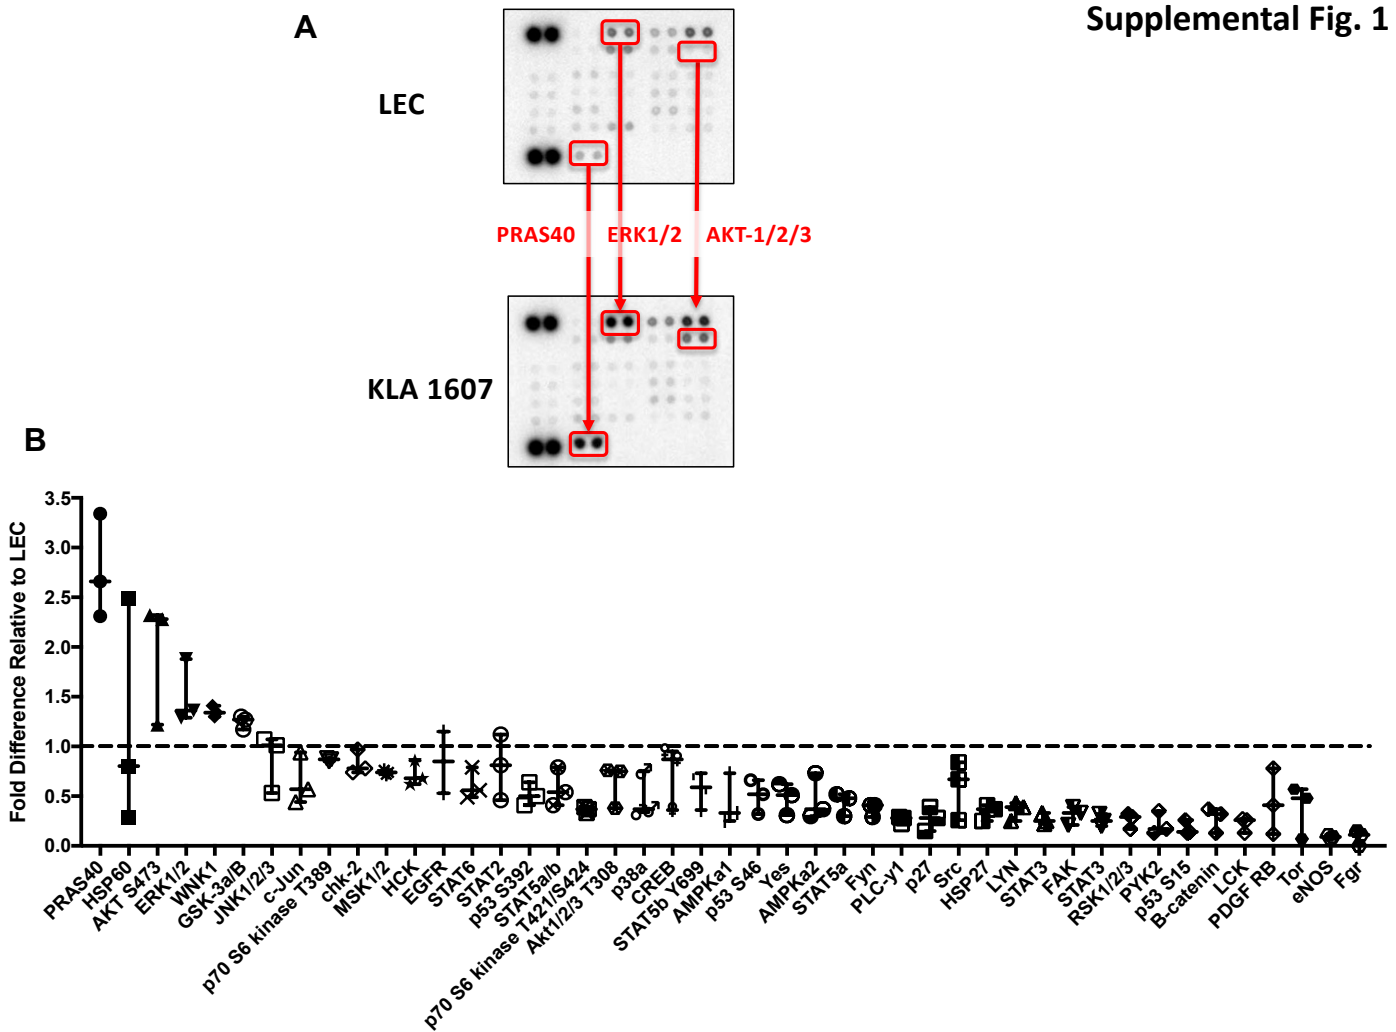 Supplemental Fig. 1
A
LEC
PRAS40 ERK1/2 AKT-1/2/3
KLA 1607
B
Fold Difference Relative to LEC
3.5
3.0
2.5
2.0
1.5
1.0
0.5
0.0
PRAS40
HSP60
AKT S473
ERK1/2
WNK1
GSK-3a/B
JNK1/2/3
c-Jun
p70 S6 kinase T389
chk-2
MSK1/2
HCK
EGFR
STAT6
STAT2
p53 S392
STAT5a/b
p70 S6 kinase T421/S424
Akt1/2/3 T308
p38a
CREB
STAT5b Y699
AMPKa1
p53 S46
Yes
AMPKa2
STAT5a
Fyn
PLC-y1
p27
Src
HSP27
LYN
STAT3
FAK
STAT3
RSK1/2/3
PYK2
p53 S15
B-catenin
LCK
PDGF RB
Tor
eNOS
Fgr